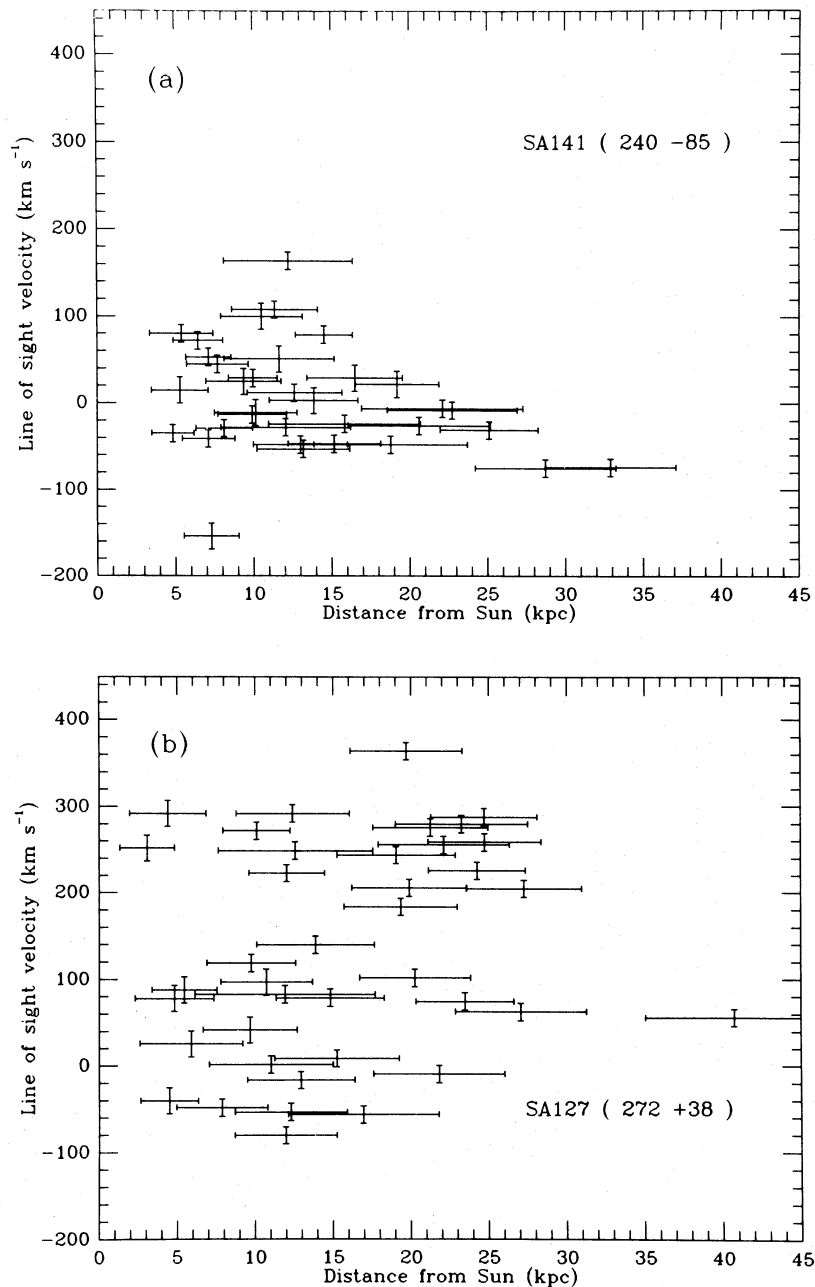 400
(a)
300
SA141 ( 240 -85 )
200
100
0
-100
-200
Line of sight velocity (km s⁻¹)
0 5 10 15 20 25 30 35 40 45
Distance from Sun (kpc)
400
(b)
300
200
100
0
SA127 ( 272 +38 )
-100
-200
Line of sight velocity (km s⁻¹)
0 5 10 15 20 25 30 35 40 45
Distance from Sun (kpc)